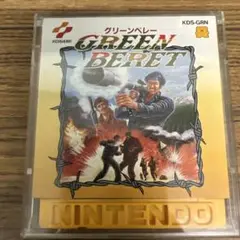 KONAMI
グリーンベレー
KDS-GRN
GREEN
BERET
NINTENDO